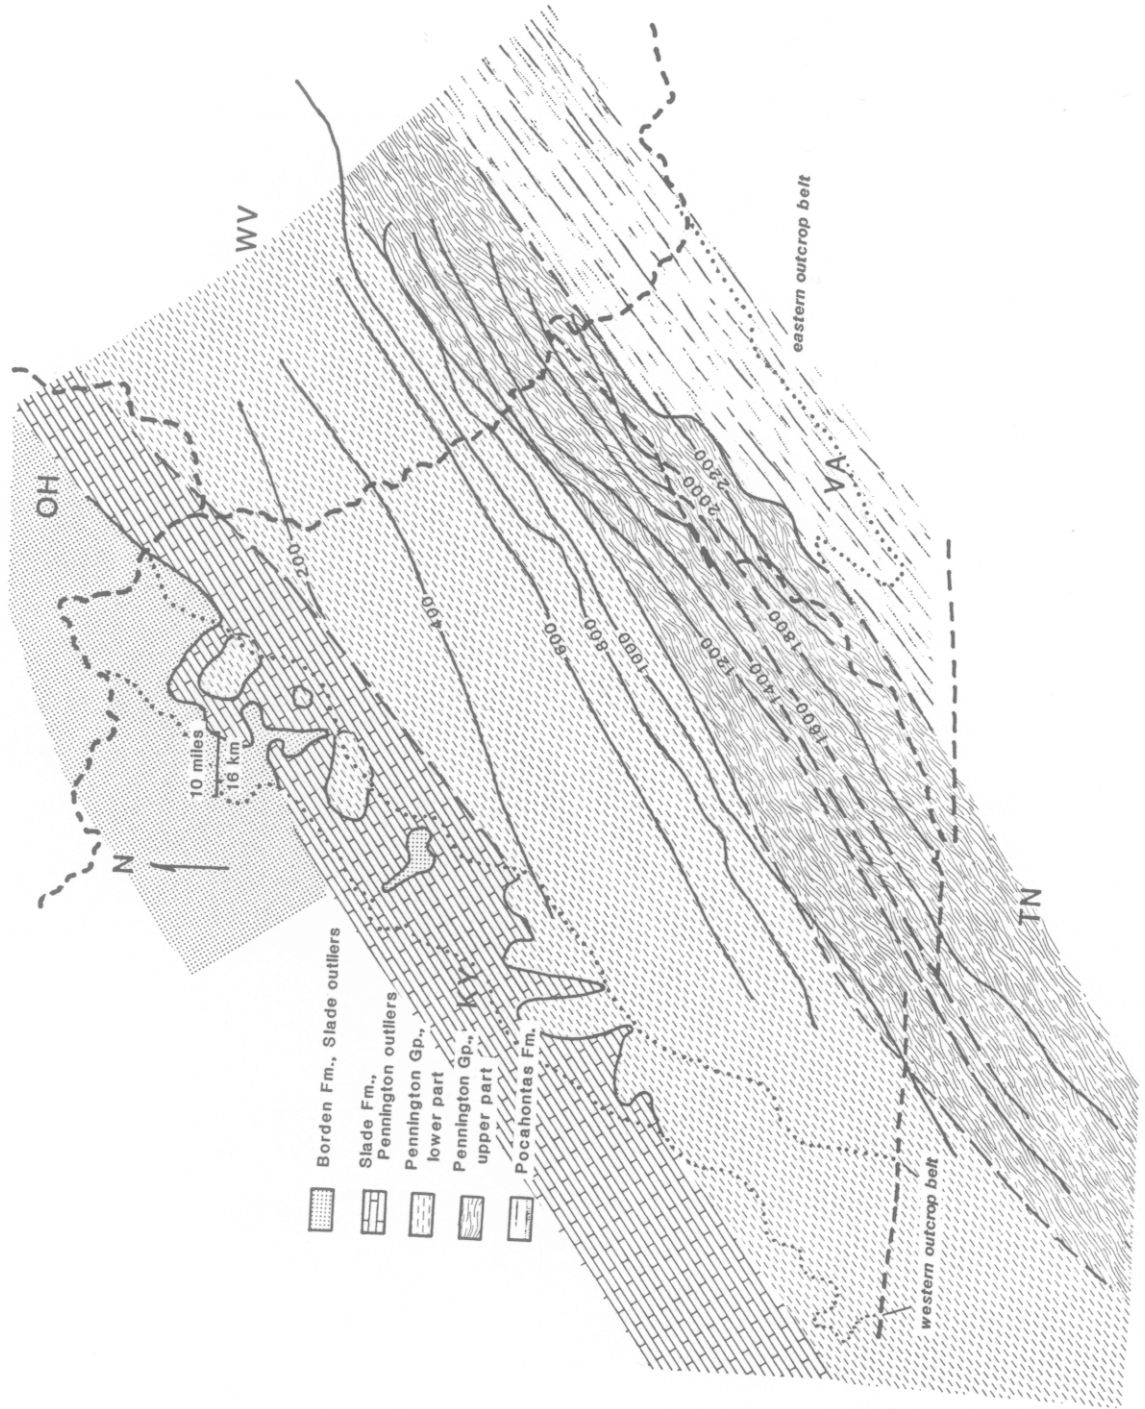 OH
WV
N
10 miles
16 km
200
400
600
800
1000
1200
1400
1600
1800
2000
2200
eastern outcrop belt
VA
KY
TN
western outcrop belt
Borden Fm., Slade outliers
Slade Fm.,
Pennington outliers
Pennington Gp.,
lower part
Pennington Gp.,
upper part
Pocahontas Fm.